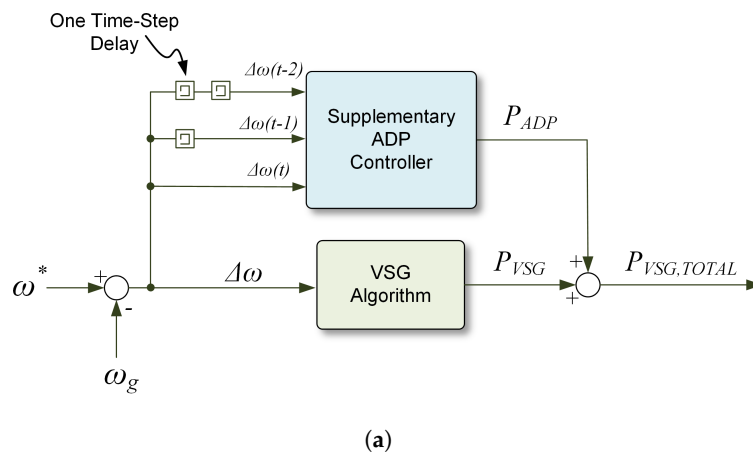 One Time-Step
Delay
Δω(t-2)
Δω(t-1)
Δω(t)
Supplementary
ADP
Controller
P_ADP
ω*
+
-
ω_g
Δω
VSG
Algorithm
P_VSG
+
+
P_VSG,TOTAL
(a)